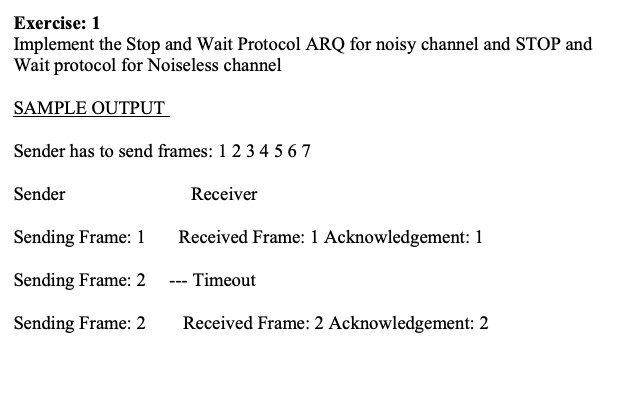 Exercise: 1
Implement the Stop and Wait Protocol ARQ for noisy channel and STOP and
Wait protocol for Noiseless channel
SAMPLE OUTPUT
Sender has to send frames: 1 2 3 4 5 6 7
Sender Receiver
Sending Frame: 1 Received Frame: 1 Acknowledgement: 1
Sending Frame: 2 --- Timeout
Sending Frame: 2 Received Frame: 2 Acknowledgement: 2